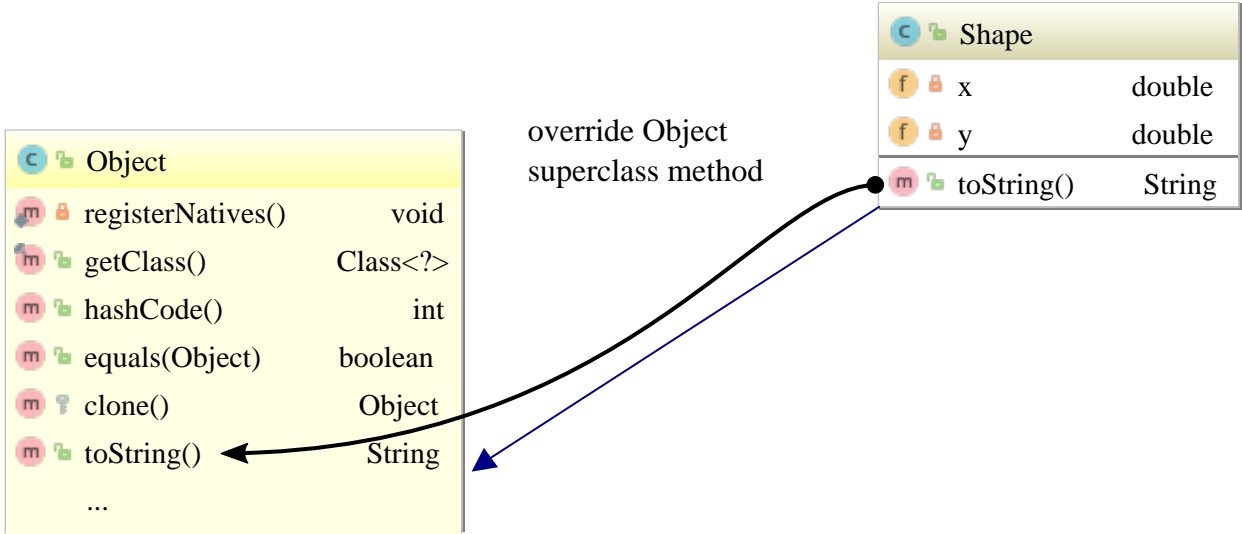 Shape
x double
y double
toString() String
override Object
superclass method
Object
registerNatives() void
getClass() Class<?>
hashCode() int
equals(Object) boolean
clone() Object
toString() String
...